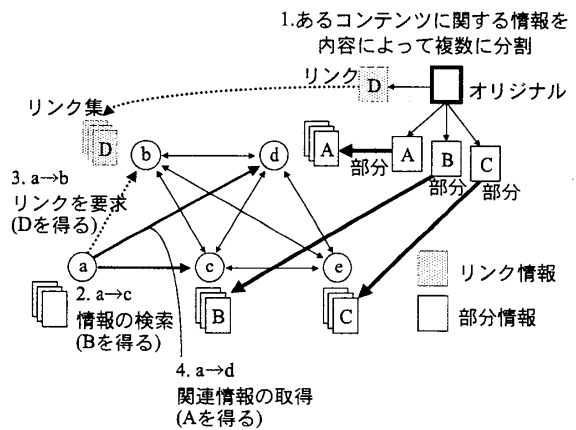 1.あるコンテンツに関する情報を
内容によって複数に分割
リンク
D
オリジナル
リンク集
D
b
d
A
部分
A
B
部分
C
部分
3. a→b
リンクを要求
(Dを得る)
a
c
e
2. a→c
情報の検索
(Bを得る)
B
C
リンク情報
部分情報
4. a→d
関連情報の取得
(Aを得る)